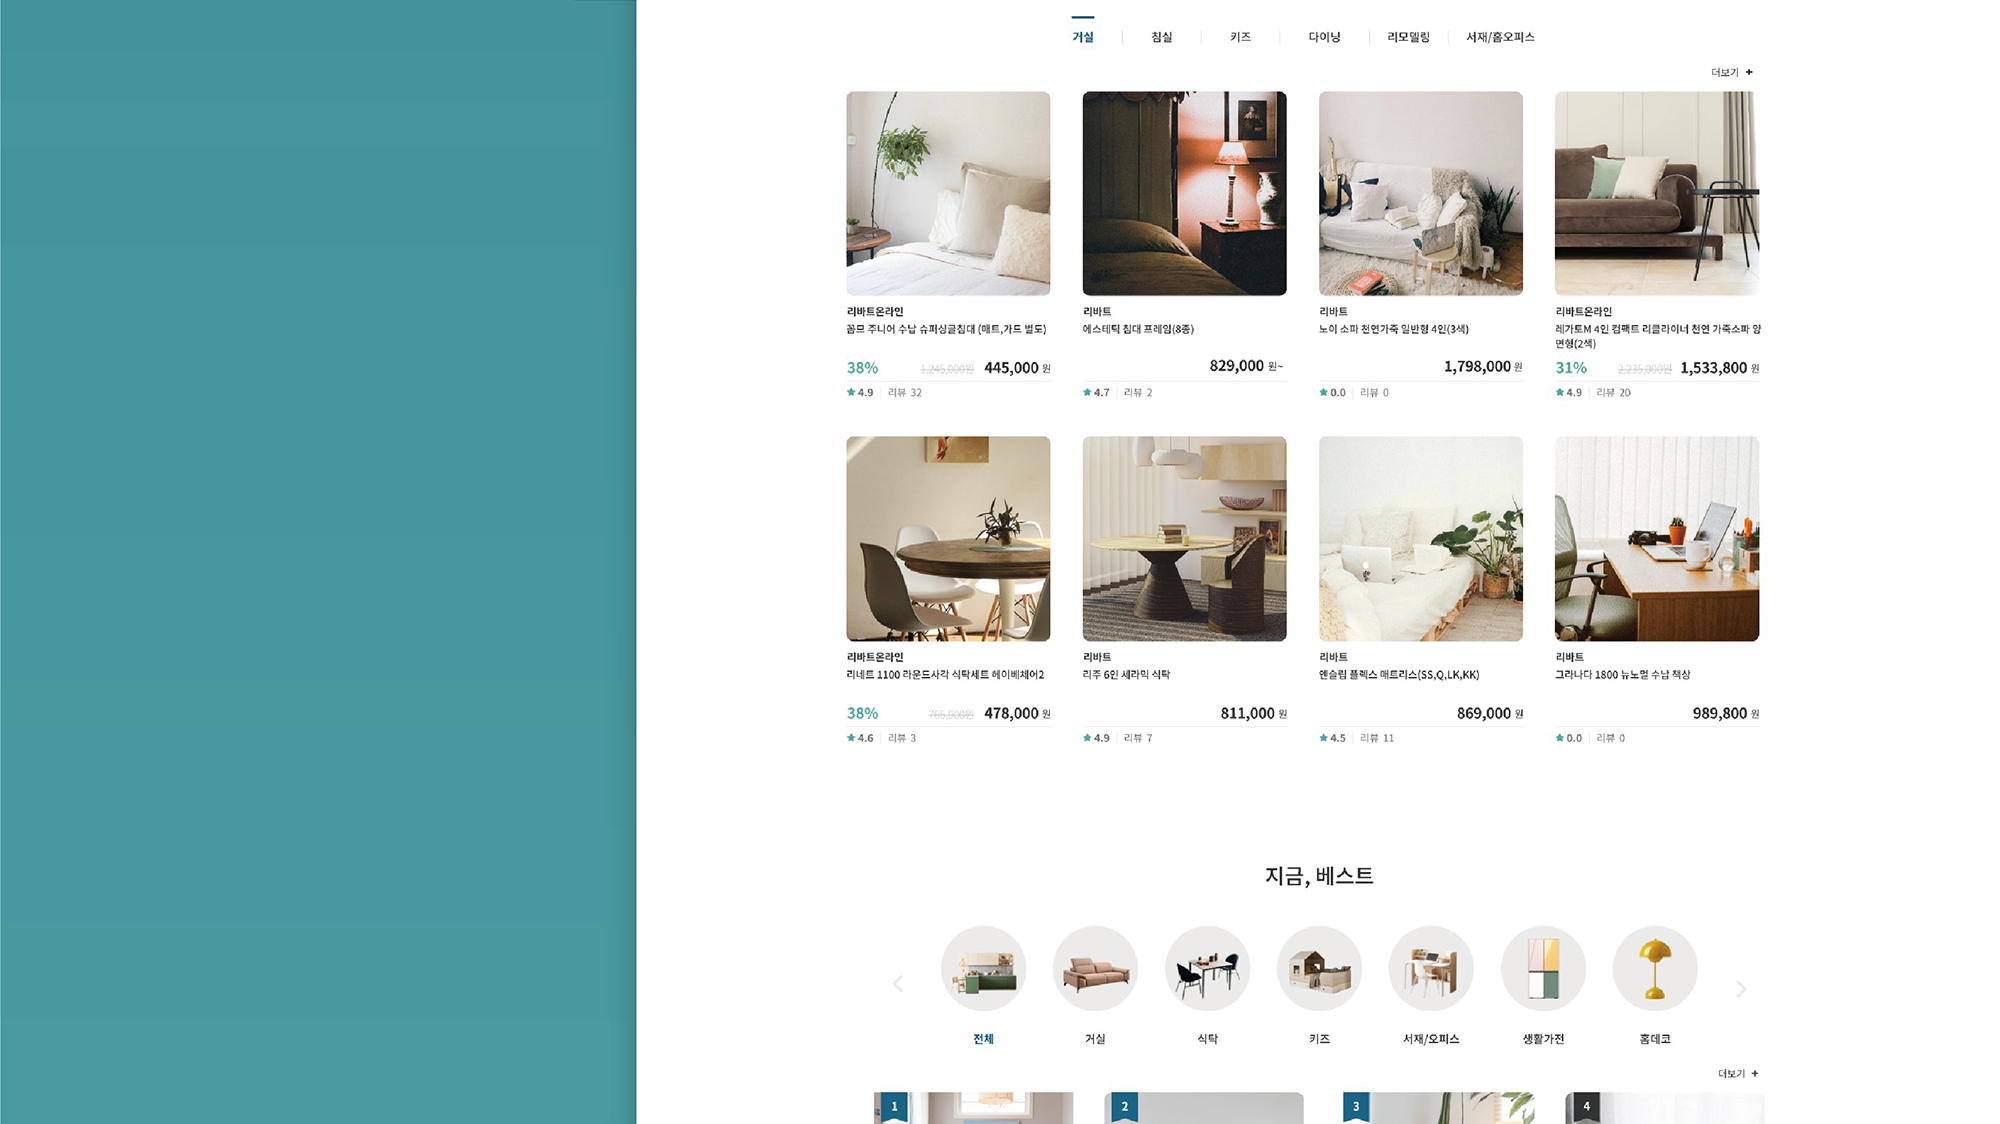 거실 침실 키즈 다이닝 리모델링 서재/홈오피스
더보기 +
리바트온라인
꼼므 주니어 수납 슈퍼싱글침대 (매트,가드 별도)
38% 1,245,000원 445,000 원
★ 4.9 리뷰 32
리바트
에스테틱 침대 프레임(8종)
829,000 원~
★ 4.7 리뷰 2
리바트
노이 소파 천연가죽 일반형 4인(3색)
1,798,000 원
★ 0.0 리뷰 0
리바트온라인
레가토M 4인 컴팩트 리클라이너 천연 가죽소파 양
면형(2색)
31% 2,235,000원 1,533,800 원
★ 4.9 리뷰 20
리바트온라인
리네트 1100 라운드사각 식탁세트 헤이베체어2
38% 765,000원 478,000 원
★ 4.6 리뷰 3
리바트
리주 6인 세라믹 식탁
811,000 원
★ 4.9 리뷰 7
리바트
엔슬립 플렉스 매트리스(SS,Q,LK,KK)
869,000 원
★ 4.5 리뷰 11
리바트
그라나다 1800 뉴노멀 수납 책상
989,800 원
★ 0.0 리뷰 0
지금, 베스트
전체 거실 식탁 키즈 서재/오피스 생활가전 홈데코
더보기 +
1 2 3 4